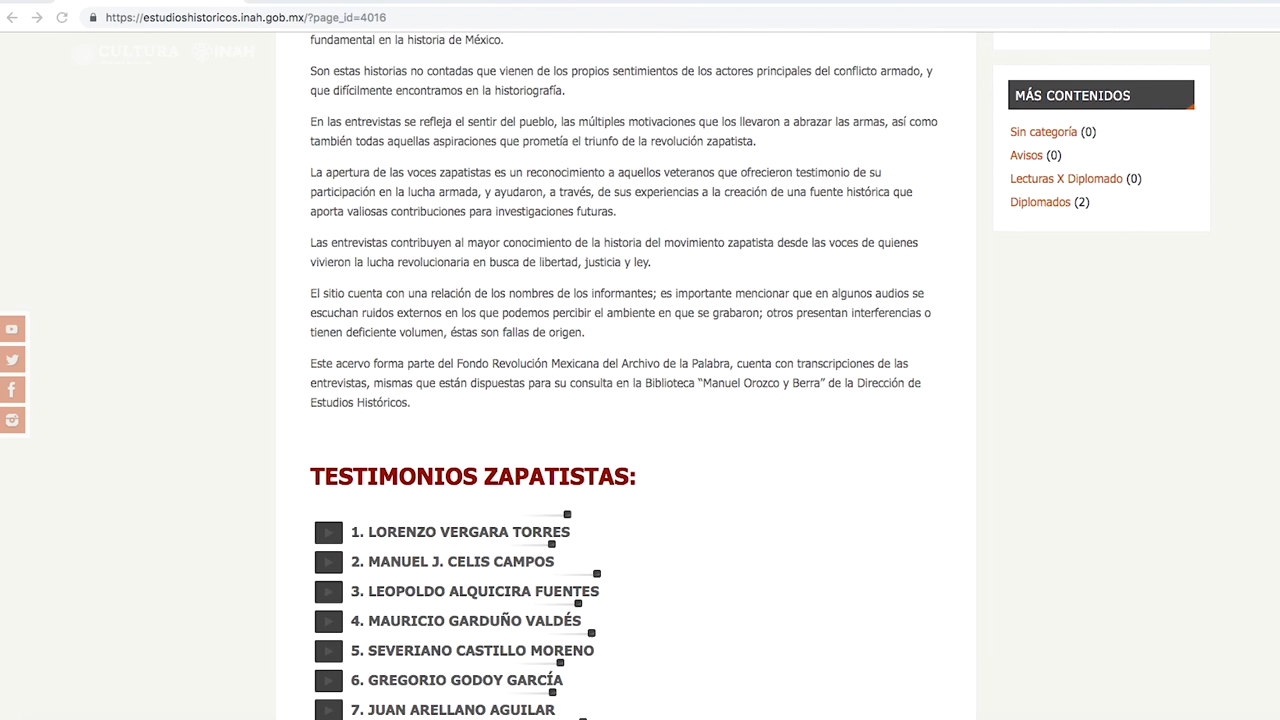 https://estudioshistoricos.inah.gob.mx/?page_id=4016
CULTURA INAH
fundamental en la historia de México.
Son estas historias no contadas que vienen de los propios sentimientos de los actores principales del conflicto armado, y
que difícilmente encontramos en la historiografía.
En las entrevistas se refleja el sentir del pueblo, las múltiples motivaciones que los llevaron a abrazar las armas, así como
también todas aquellas aspiraciones que prometía el triunfo de la revolución zapatista.
La apertura de las voces zapatistas es un reconocimiento a aquellos veteranos que ofrecieron testimonio de su
participación en la lucha armada, y ayudaron, a través, de sus experiencias a la creación de una fuente histórica que
aporta valiosas contribuciones para investigaciones futuras.
Las entrevistas contribuyen al mayor conocimiento de la historia del movimiento zapatista desde las voces de quienes
vivieron la lucha revolucionaria en busca de libertad, justicia y ley.
El sitio cuenta con una relación de los nombres de los informantes; es importante mencionar que en algunos audios se
escuchan ruidos externos en los que podemos percibir el ambiente en que se grabaron; otros presentan interferencias o
tienen deficiente volumen, éstas son fallas de origen.
Este acervo forma parte del Fondo Revolución Mexicana del Archivo de la Palabra, cuenta con transcripciones de las
entrevistas, mismas que están dispuestas para su consulta en la Biblioteca “Manuel Orozco y Berra” de la Dirección de
Estudios Históricos.
TESTIMONIOS ZAPATISTAS:
1. LORENZO VERGARA TORRES
2. MANUEL J. CELIS CAMPOS
3. LEOPOLDO ALQUICIRA FUENTES
4. MAURICIO GARDUÑO VALDÉS
5. SEVERIANO CASTILLO MORENO
6. GREGORIO GODOY GARCÍA
7. JUAN ARELLANO AGUILAR
MÁS CONTENIDOS
Sin categoría (0)
Avisos (0)
Lecturas X Diplomado (0)
Diplomados (2)